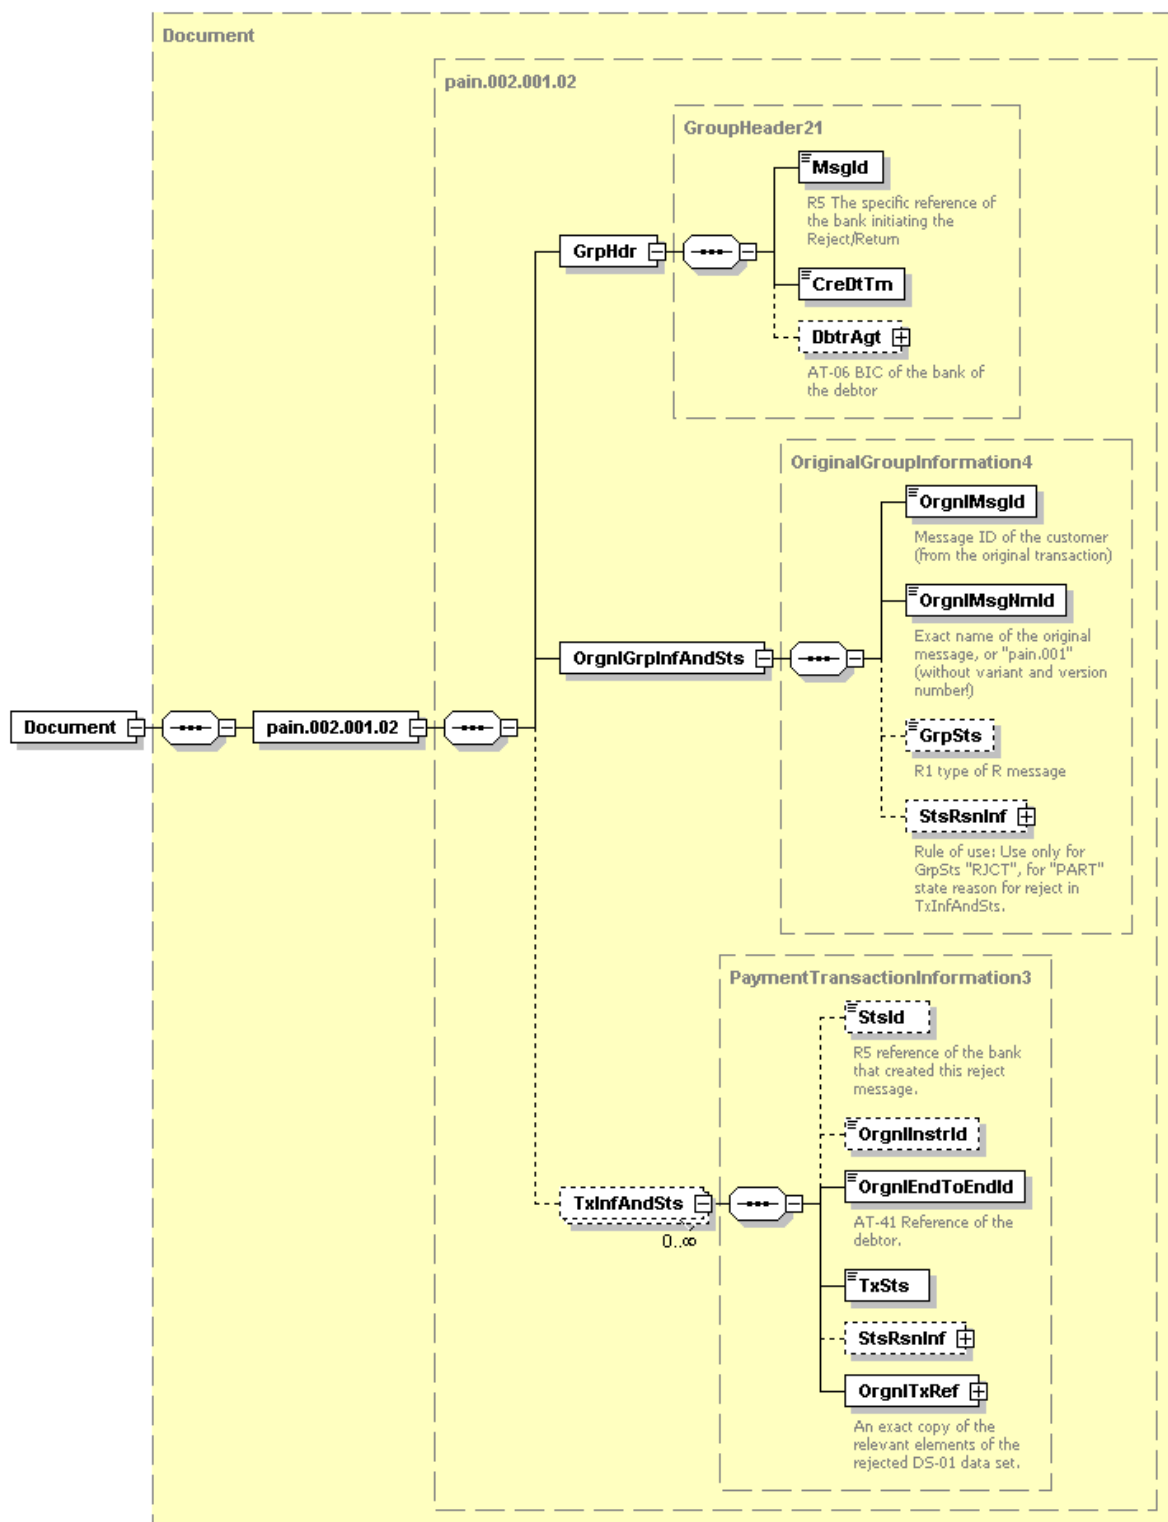 Document
pain.002.001.02
GroupHeader21
MsgId
R5 The specific reference of
the bank initiating the
Reject/Return
GrpHdr
CreDtTm
DbtrAgt
AT-06 BIC of the bank of
the debtor
OriginalGroupInformation4
OrgnlMsgId
Message ID of the customer
(from the original transaction)
OrgnlMsgNmId
Exact name of the original
message, or "pain.001"
(without variant and version
number!)
OrgnlGrpInfAndSts
Document
pain.002.001.02
GrpSts
R1 type of R message
StsRsnInf
Rule of use: Use only for
GrpSts "RJCT", for "PART"
state reason for reject in
TxInfAndSts.
PaymentTransactionInformation3
StsId
R5 reference of the bank
that created this reject
message.
OrgnlInstrId
OrgnlEndToEndId
AT-41 Reference of the
debtor.
TxInfAndSts
0..∞
TxSts
StsRsnInf
OrgnlTxRef
An exact copy of the
relevant elements of the
rejected DS-01 data set.